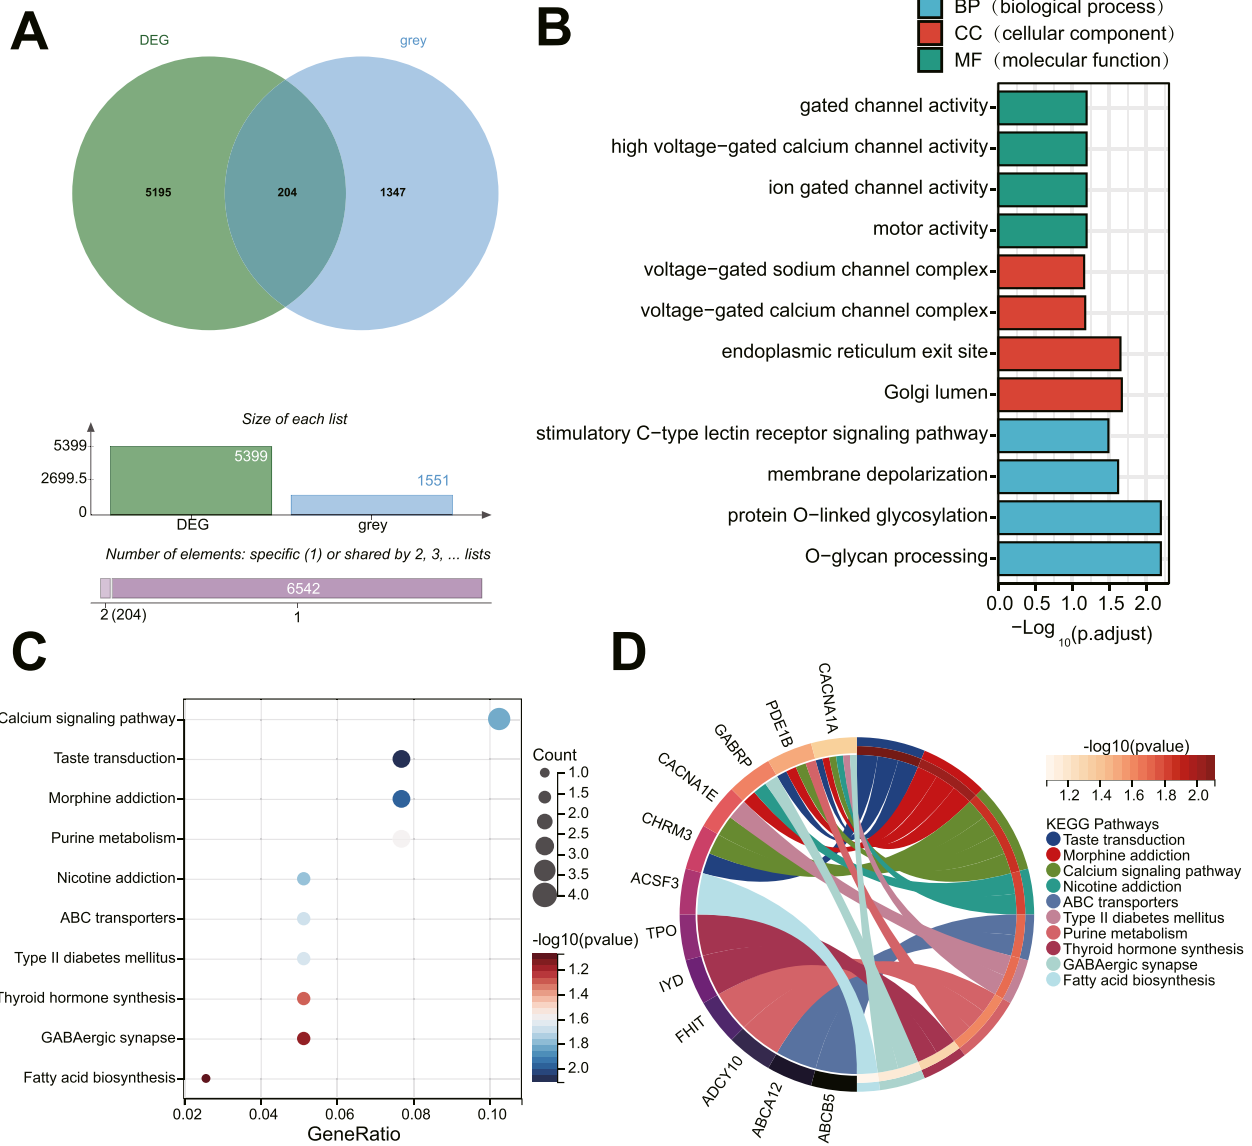 A
DEG
grey
5195
204
1347
Size of each list
5399
2699.5
0
5399
1551
DEG
grey
Number of elements: specific (1) or shared by 2, 3, ... lists
6542
2 (204)
1
B
BP（biological process）
CC（cellular component）
MF（molecular function）
gated channel activity
high voltage−gated calcium channel activity
ion gated channel activity
motor activity
voltage−gated sodium channel complex
voltage−gated calcium channel complex
endoplasmic reticulum exit site
Golgi lumen
stimulatory C−type lectin receptor signaling pathway
membrane depolarization
protein O−linked glycosylation
O−glycan processing
0.0 0.5 1.0 1.5 2.0
−Log10(p.adjust)
C
Calcium signaling pathway
Taste transduction
Morphine addiction
Purine metabolism
Nicotine addiction
ABC transporters
Type II diabetes mellitus
Thyroid hormone synthesis
GABAergic synapse
Fatty acid biosynthesis
0.02 0.04 0.06 0.08 0.10
GeneRatio
Count
1.0
1.5
2.0
2.5
3.0
3.5
4.0
-log10(pvalue)
1.2
1.4
1.6
1.8
2.0
D
CACNA1A
PDE1B
GABRP
CACNA1E
CHRM3
ACSF3
TPO
IYD
FHIT
ADCY10
ABCA12
ABCB5
-log10(pvalue)
1.2 1.4 1.6 1.8 2.0
KEGG Pathways
Taste transduction
Morphine addiction
Calcium signaling pathway
Nicotine addiction
ABC transporters
Type II diabetes mellitus
Purine metabolism
Thyroid hormone synthesis
GABAergic synapse
Fatty acid biosynthesis